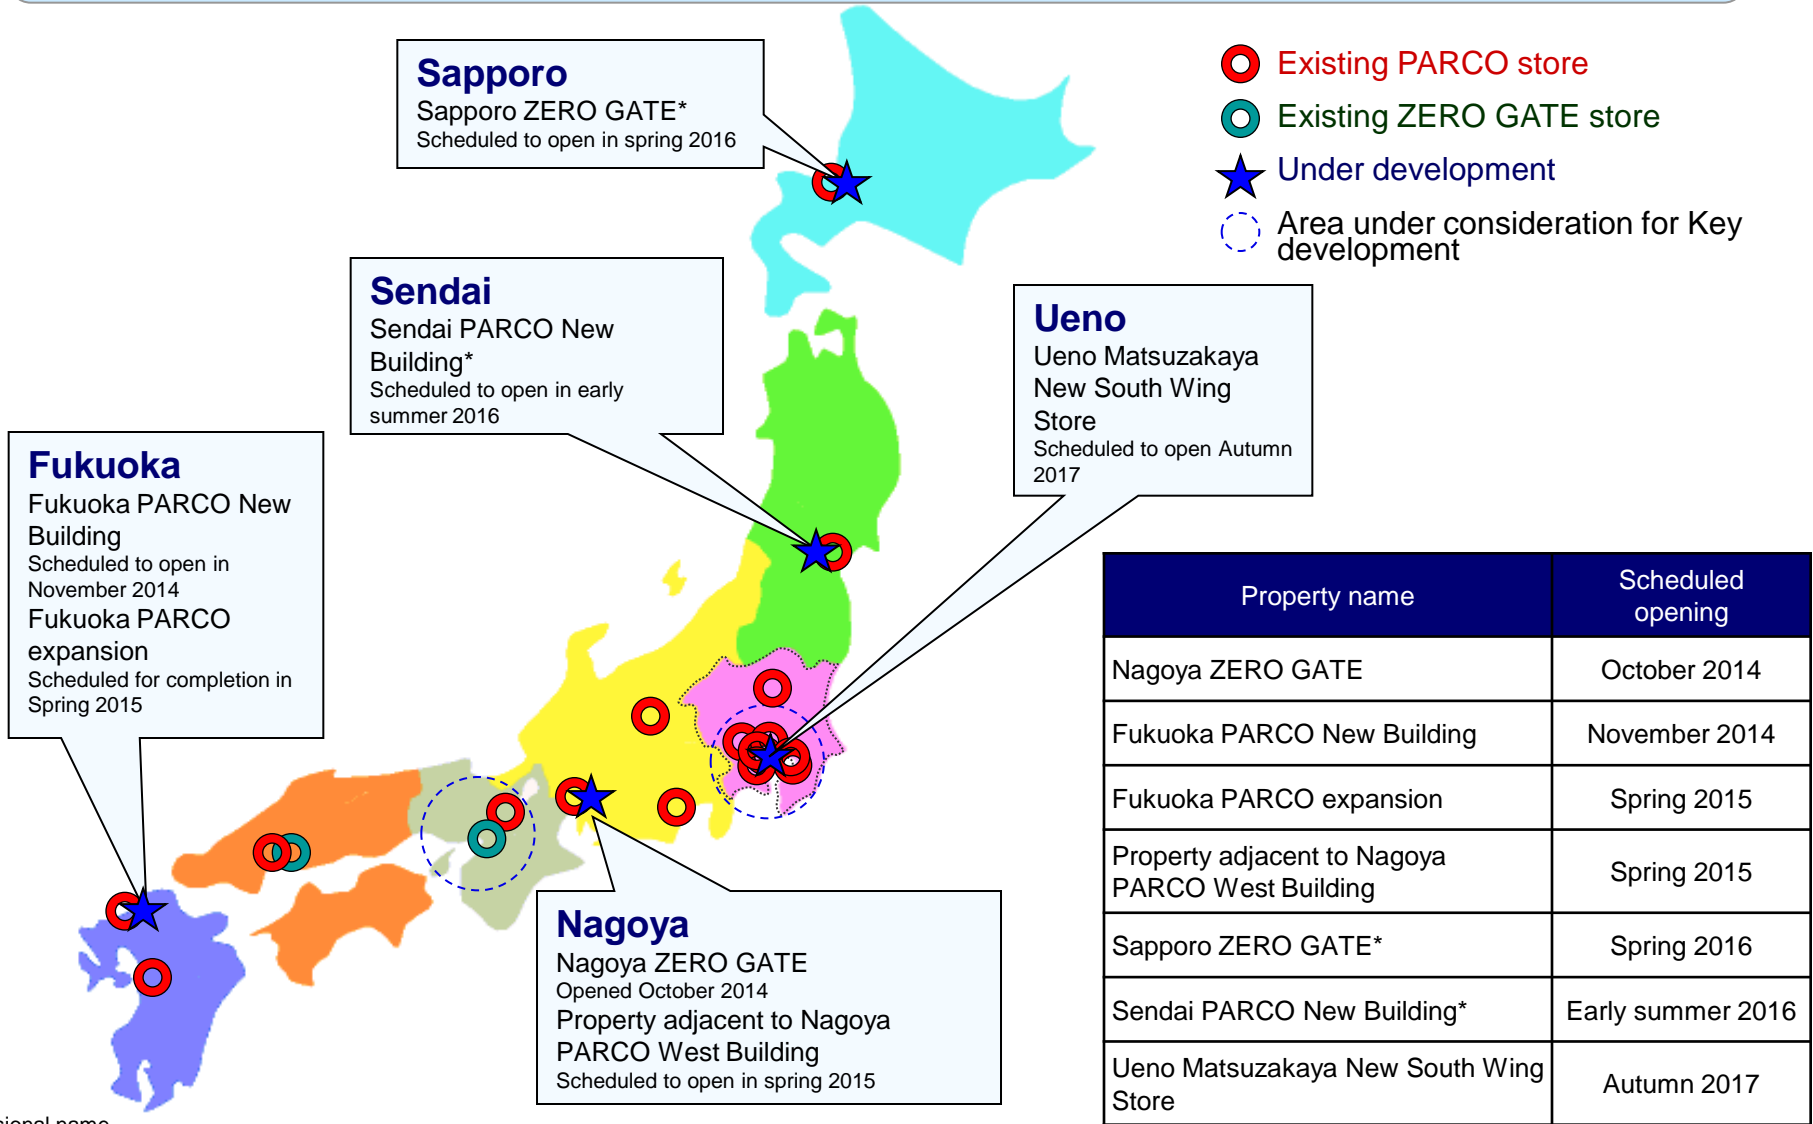 Sapporo
Sapporo ZERO GATE*
Scheduled to open in spring 2016
Existing PARCO store
Existing ZERO GATE store
Under development
Area under consideration for Key
development
Sendai
Sendai PARCO New
Building*
Scheduled to open in early
summer 2016
Ueno
Ueno Matsuzakaya
New South Wing
Store
Scheduled to open Autumn
2017
Fukuoka
Fukuoka PARCO New
Building
Scheduled to open in
November 2014
Fukuoka PARCO
expansion
Scheduled for completion in
Spring 2015
Nagoya
Nagoya ZERO GATE
Opened October 2014
Property adjacent to Nagoya
PARCO West Building
Scheduled to open in spring 2015
Property name
Scheduled
opening
Nagoya ZERO GATE
October 2014
Fukuoka PARCO New Building
November 2014
Fukuoka PARCO expansion
Spring 2015
Property adjacent to Nagoya
PARCO West Building
Spring 2015
Sapporo ZERO GATE*
Spring 2016
Sendai PARCO New Building*
Early summer 2016
Ueno Matsuzakaya New South Wing
Store
Autumn 2017
name